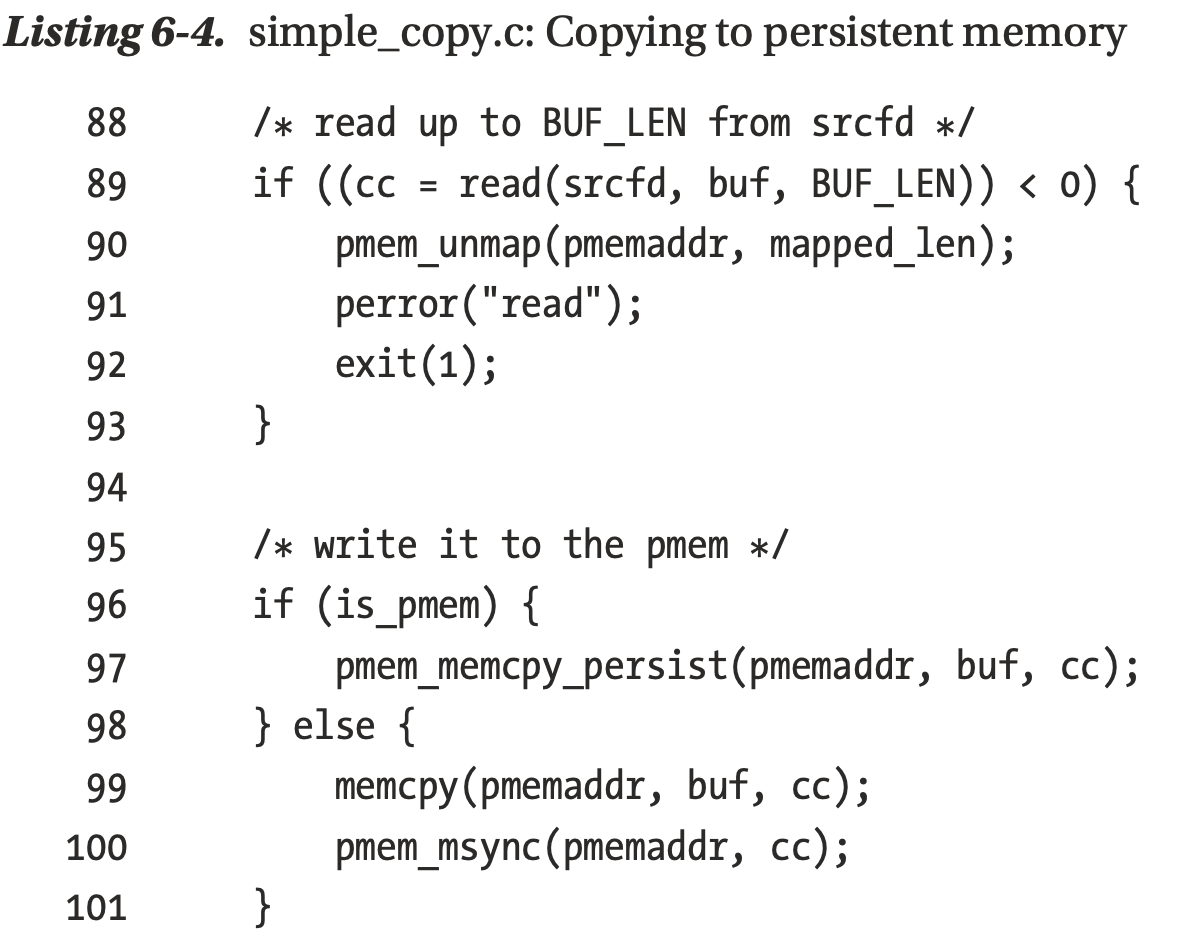 Listing 6-4. simple_copy.c: Copying to persistent memory
88 /* read up to BUF_LEN from srcfd */
89 if ((cc = read(srcfd, buf, BUF_LEN)) < 0) {
90 pmem_unmap(pmemaddr, mapped_len);
91 perror("read");
92 exit(1);
93 }
94
95 /* write it to the pmem */
96 if (is_pmem) {
97 pmem_memcpy_persist(pmemaddr, buf, cc);
98 } else {
99 memcpy(pmemaddr, buf, cc);
100 pmem_msync(pmemaddr, cc);
101 }